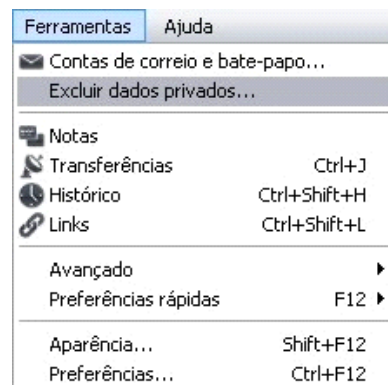 Ferramentas Ajuda
Contas de correio e bate-papo...
Excluir dados privados...
Notas
Transferências Ctrl+J
Histórico Ctrl+Shift+H
Links Ctrl+Shift+L
Avançado
Preferências rápidas F12
Aparência... Shift+F12
Preferências... Ctrl+F12